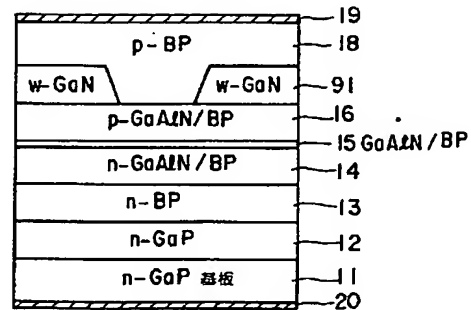 19
p-BP 18
w-GaN w-GaN 91
p-GaAlN/BP 16
15 GaAlN/BP
n-GaAlN/BP 14
n-BP 13
n-GaP 12
n-GaP 基板 11
20